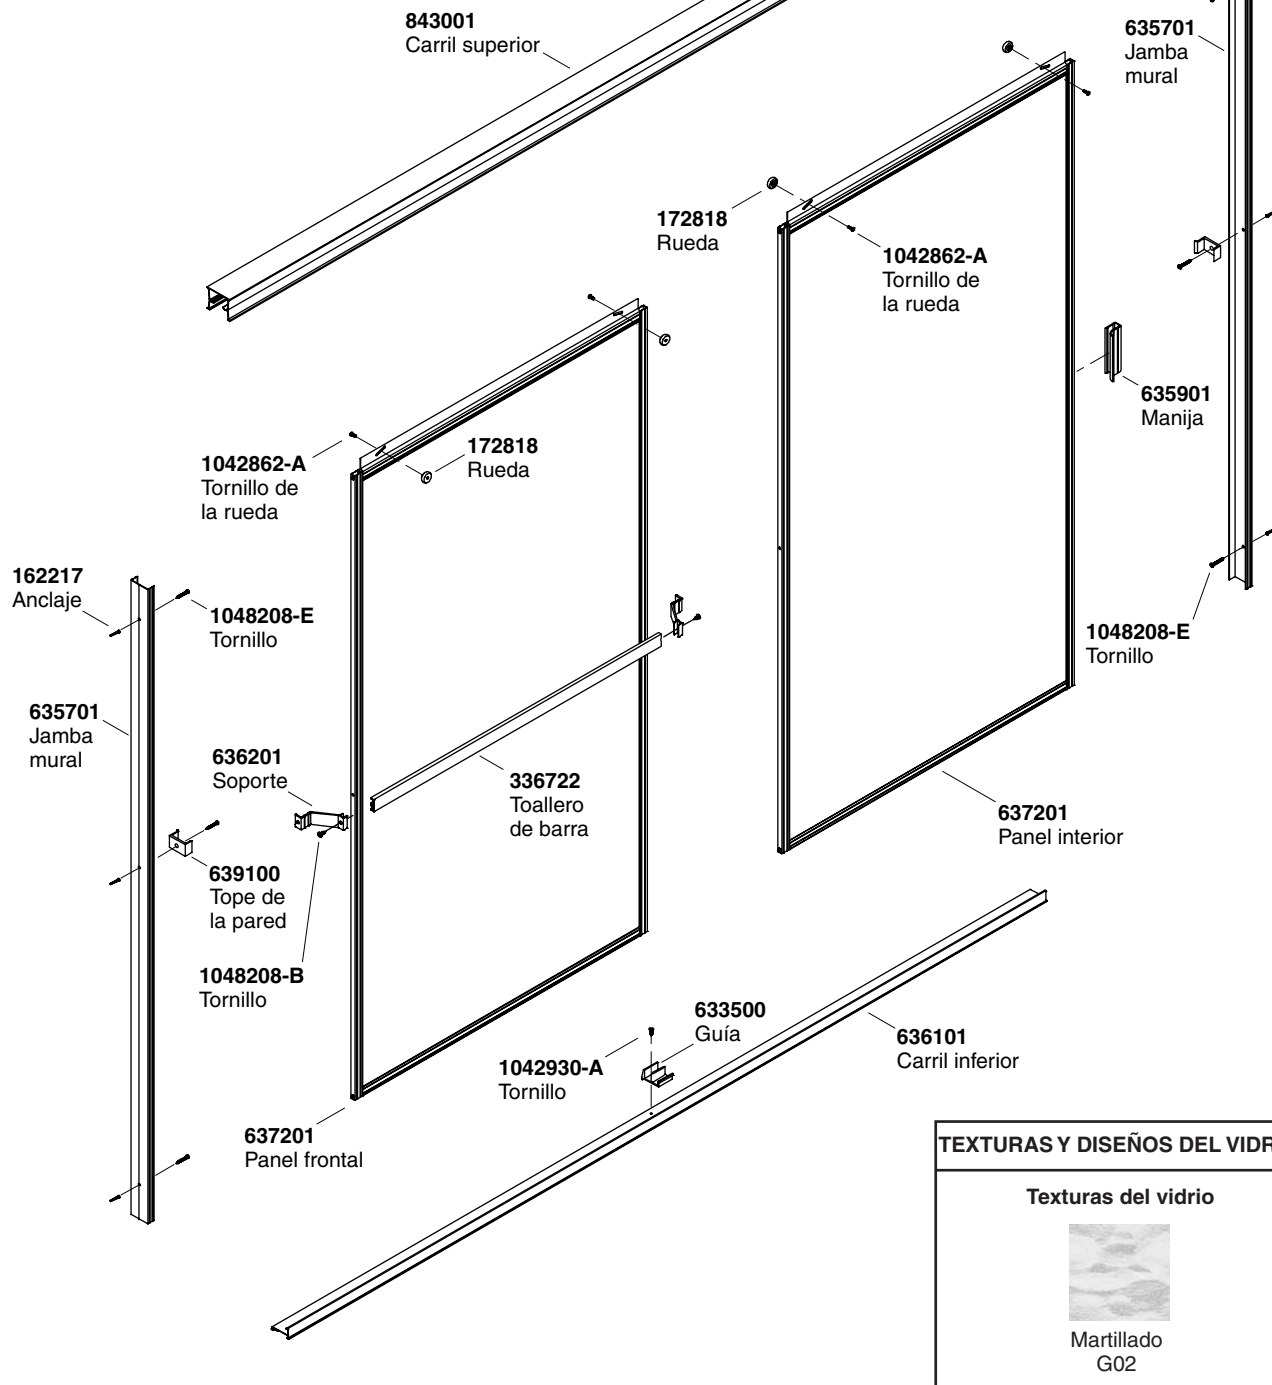 843001
Carril superior
635701
Jamba
mural
172818
Rueda
1042862-A
Tornillo de
la rueda
635901
Manija
1042862-A
Tornillo de
la rueda
172818
Rueda
162217
Anclaje
1048208-E
Tornillo
1048208-E
Tornillo
635701
Jamba
mural
636201
Soporte
336722
Toallero
de barra
637201
Panel interior
639100
Tope de
la pared
1048208-B
Tornillo
633500
Guía
636101
Carril inferior
1042930-A
Tornillo
637201
Panel frontal
TEXTURAS Y DISEÑOS DEL VIDR
Texturas del vidrio
Martillado
G02